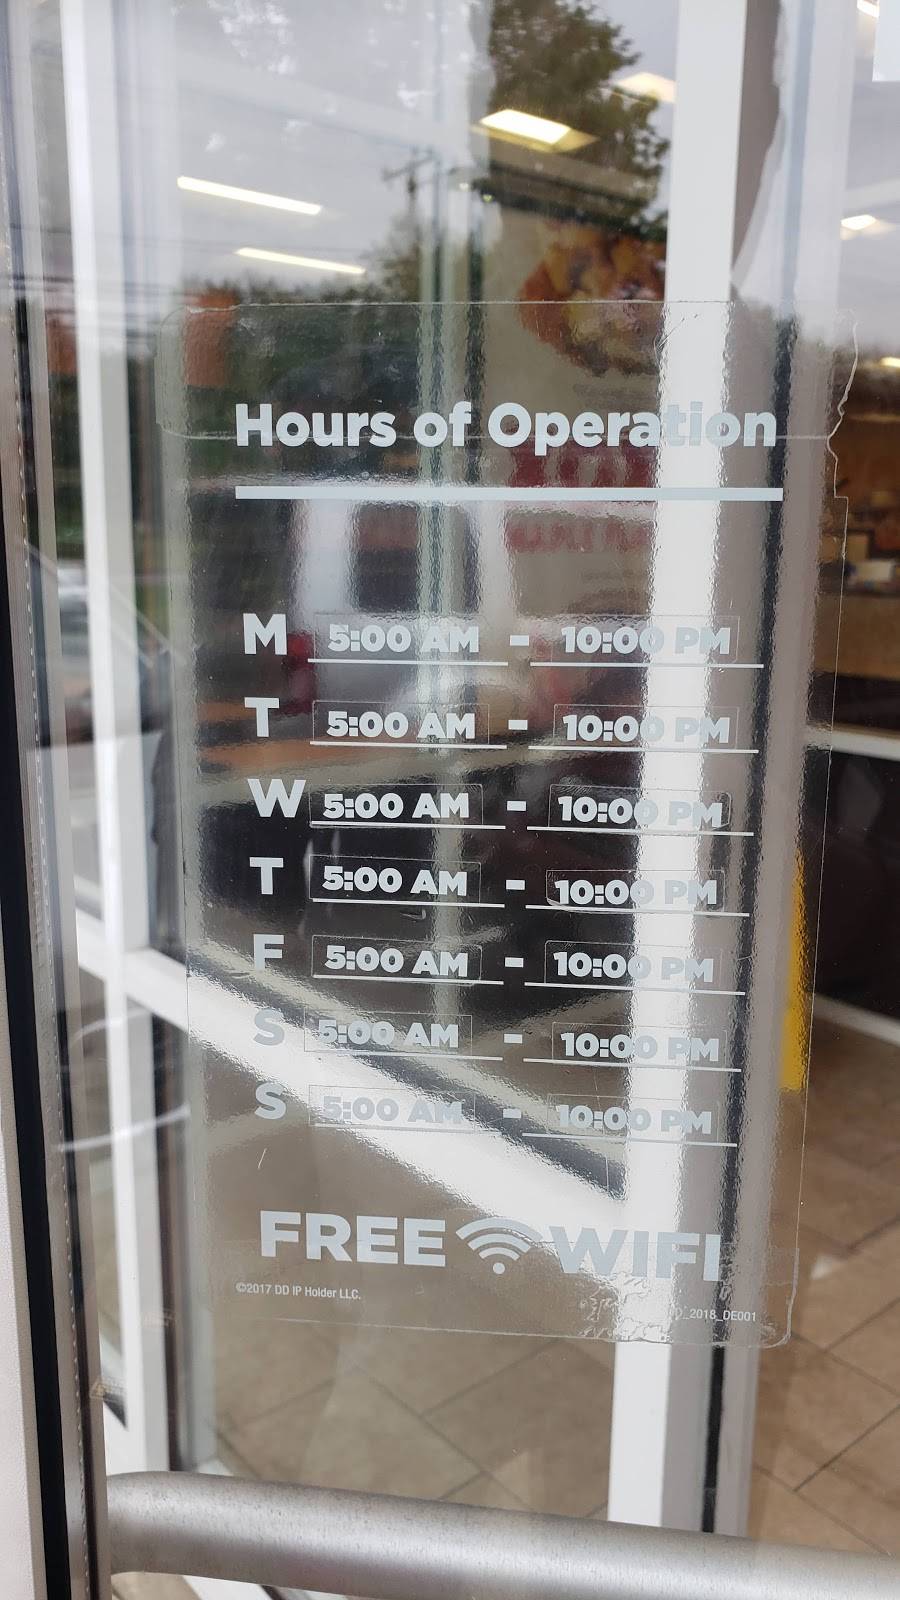 Hours of Operation
M 5:00 AM - 10:00 PM
T 5:00 AM - 10:00 PM
W 5:00 AM - 10:00 PM
T 5:00 AM - 10:00 PM
F 5:00 AM - 10:00 PM
S 5:00 AM - 10:00 PM
S 5:00 AM - 10:00 PM
FREE WIFI
©2017 DD IP Holder LLC.
_2018_DE001